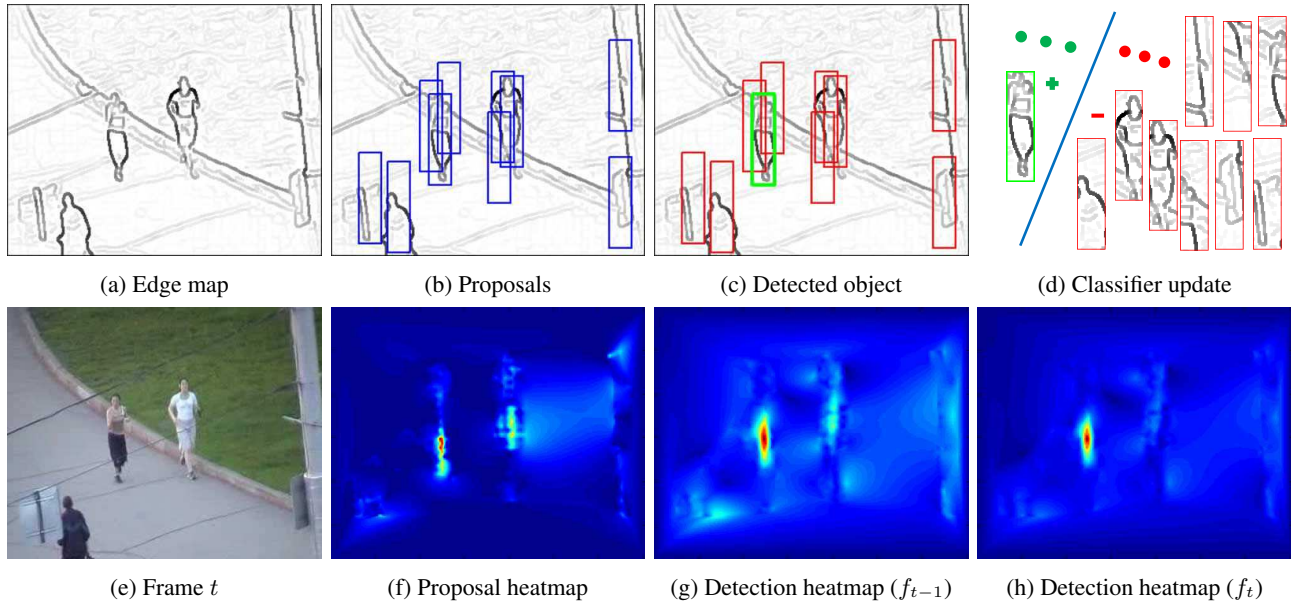 (a) Edge map
(b) Proposals
(c) Detected object
(d) Classifier update
(e) Frame t
(f) Proposal heatmap
(g) Detection heatmap (f_{t−1})
(h) Detection heatmap (f_t)